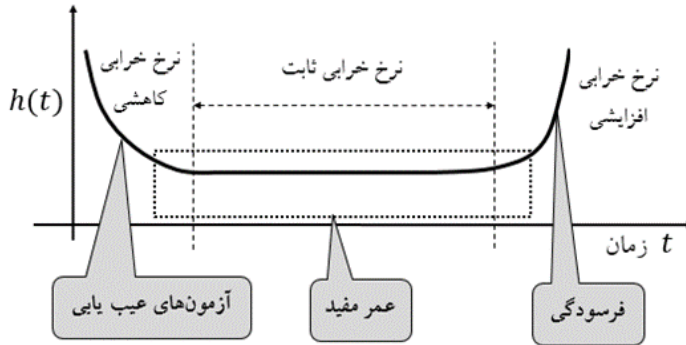 نرخ خرابی
کاهشی
نرخ خرابی ثابت
نرخ خرابی
افزایشی
h(t)
زمان t
آزمون‌های عیب یابی
عمر مفید
فرسودگی